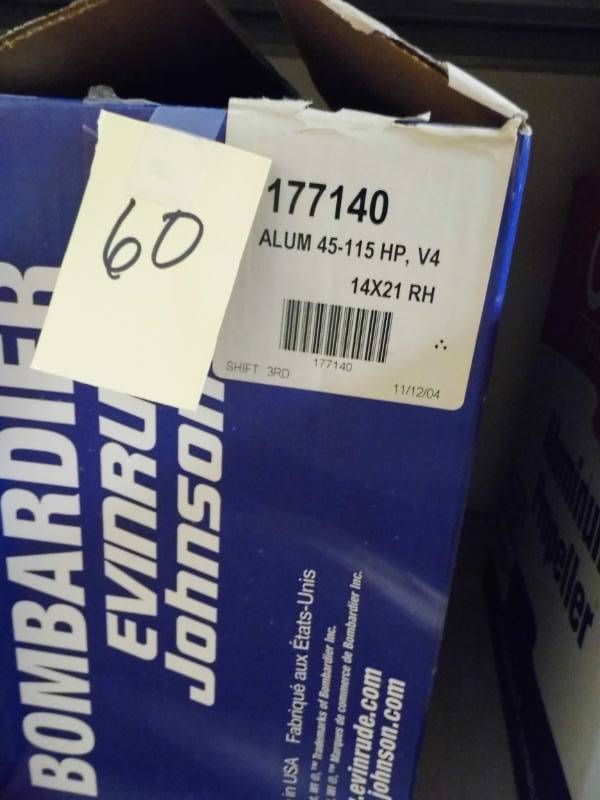 60
177140
ALUM 45-115 HP, V4
14X21 RH
177140
SHIFT 3RD
11/12/04
BOMBARDIER
EVINRU
Johnson
in USA Fabriqué aux États-Unis
Trademarks of Bombardier Inc.
Marques de commerce de Bombardier Inc.
.evinrude.com
johnson.com
Aluminum
Propeller